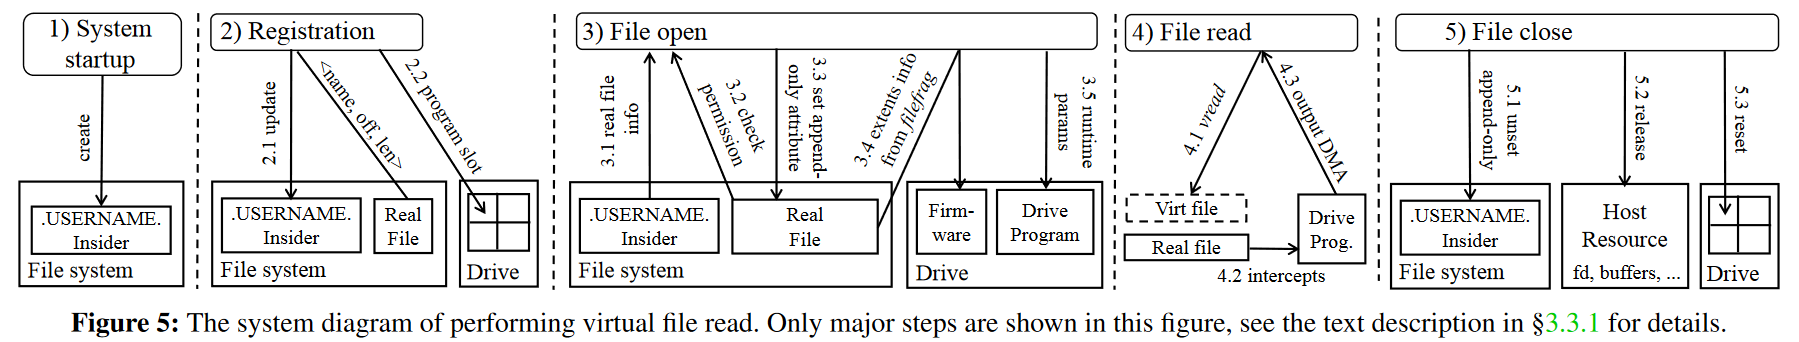 1) System
startup
create
.USERNAME.
Insider
File system
2) Registration
2.1 update
<name, off, len>
2.2 program slot
.USERNAME.
Insider
Real
File
File system
Drive
3) File open
3.1 real file
info
3.2 check
permission
3.3 set append-
only attribute
3.4 extents info
from filefrag
3.5 runtime
params
.USERNAME.
Insider
Real
File
File system
Firm-
ware
Drive
Program
Drive
4) File read
4.1 vread
4.3 output DMA
Virt file
Real file
Drive
Prog.
4.2 intercepts
5) File close
5.1 unset
append-only
5.2 release
5.3 reset
.USERNAME.
Insider
File system
Host
Resource
fd, buffers, ...
Drive
Figure 5: The system diagram of performing virtual file read. Only major steps are shown in this figure, see the text description in §3.3.1 for details.